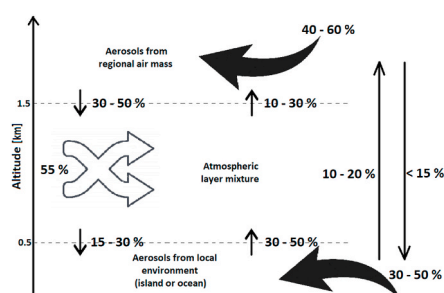 40 - 60 %
Aerosols from
regional air mass
1.5
30 - 50 %
10 - 30 %
Altitude [km]
55 %
Atmospheric
layer mixture
10 - 20 %
< 15 %
0.5
15 - 30 %
30 - 50 %
Aerosols from local
environment
(island or ocean)
30 - 50 %